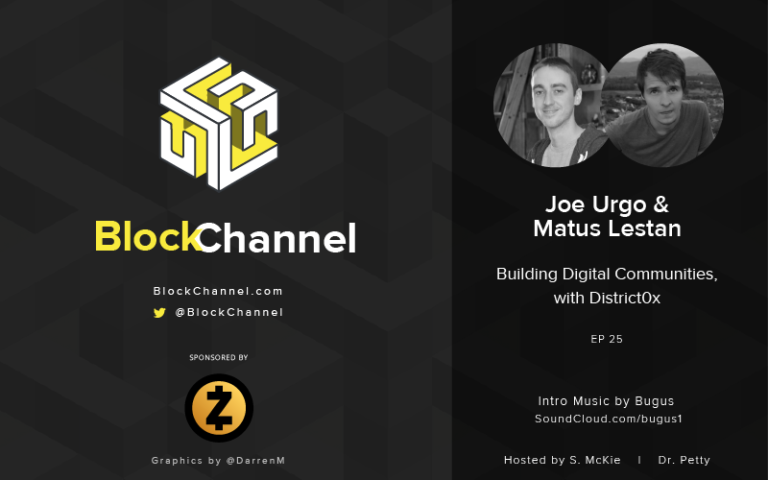 BlockChannel
BlockChannel.com
@BlockChannel
SPONSORED BY
Graphics by @DarrenM
Joe Urgo &
Matus Lestan
Building Digital Communities,
with District0x
EP 25
Intro Music by Bugus
SoundCloud.com/bugus1
Hosted by S. McKie | Dr. Petty